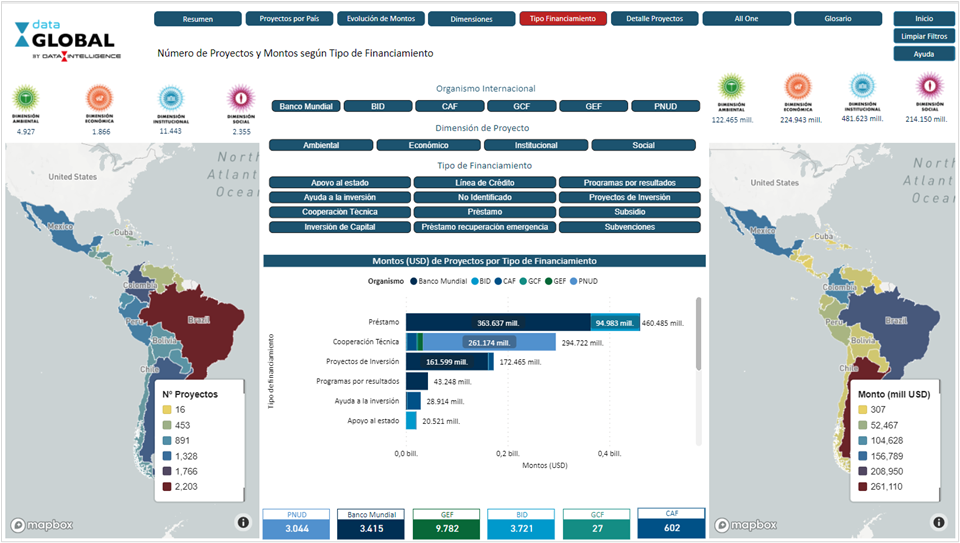 data
GLOBAL
BY DATA INTELLIGENCE
Resumen
Proyectos por País
Evolución de Montos
Dimensiones
Tipo Financiamiento
Detalle Proyectos
All One
Glosario
Inicio
Limpiar Filtros
Ayuda
Número de Proyectos y Montos según Tipo de Financiamiento
DIMENSIÓN AMBIENTAL
4.927
DIMENSIÓN ECONÓMICA
1.866
DIMENSIÓN INSTITUCIONAL
11.443
DIMENSIÓN SOCIAL
2.355
Organismo Internacional
Banco Mundial
BID
CAF
GCF
GEF
PNUD
Dimensión de Proyecto
Ambiental
Económico
Institucional
Social
Tipo de Financiamiento
Apoyo al estado
Línea de Crédito
Programas por resultados
Ayuda a la inversión
No Identificado
Proyectos de Inversión
Cooperación Técnica
Préstamo
Subsidio
Inversión de Capital
Préstamo recuperación emergencia
Subvenciones
DIMENSIÓN AMBIENTAL
122.465 mill.
DIMENSIÓN ECONÓMICA
224.943 mill.
DIMENSIÓN INSTITUCIONAL
481.623 mill.
DIMENSIÓN SOCIAL
214.150 mill.
North
Atlantic
Ocean
United States
Mexico
Cuba
Colombia
Peru
Brazil
Bolivia
Chile
Nº Proyectos
16
453
891
1,328
1,766
2,203
mapbox
Montos (USD) de Proyectos por Tipo de Financiamiento
Organismo
Banco Mundial
BID
CAF
GCF
GEF
PNUD
Tipo de financiamiento
Préstamo
363.637 mill.
94.983 mill.
460.485 mill.
Cooperación Técnica
261.174 mill.
294.722 mill.
Proyectos de Inversión
161.599 mill.
172.465 mill.
Programas por resultados
43.248 mill.
Ayuda a la inversión
28.914 mill.
Apoyo al estado
20.521 mill.
0,0 bill.
0,2 bill.
0,4 bill.
Montos (USD)
PNUD
3.044
Banco Mundial
3.415
GEF
9.782
BID
3.721
GCF
27
CAF
602
North
Atlantic
Ocean
United States
Mexico
Cuba
Colombia
Peru
Brazil
Bolivia
Chile
Monto (mill USD)
307
52,467
104,628
156,789
208,950
261,110
mapbox